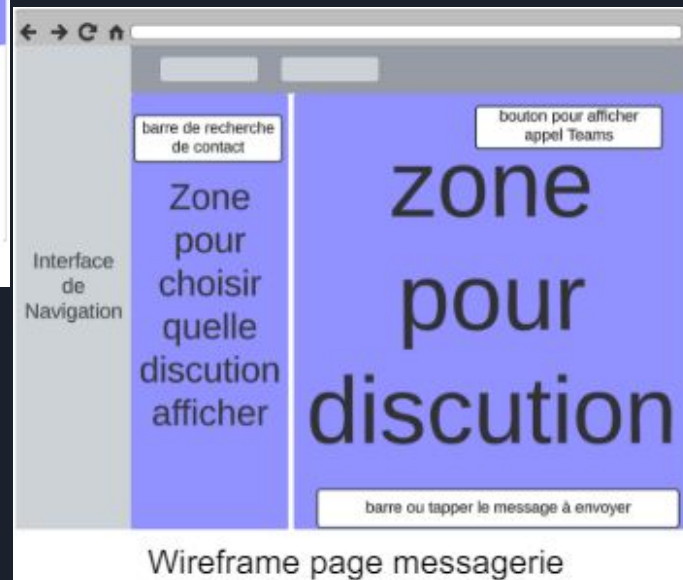 Interface
de
Navigation
barre de recherche
de contact
Zone
pour
choisir
quelle
discution
afficher
bouton pour afficher
appel Teams
zone
pour
discution
barre ou tapper le message à envoyer
Wireframe page messagerie